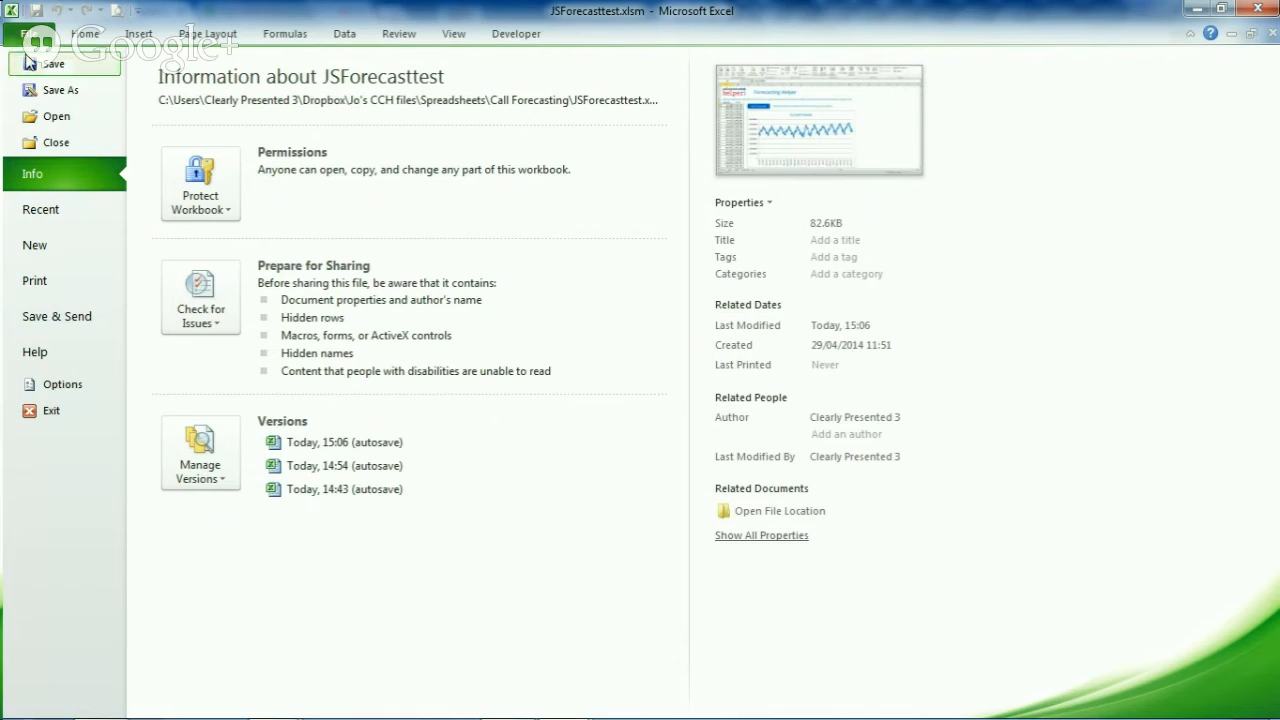 JSForecasttest.xlsm - Microsoft Excel
File Home Insert Page Layout Formulas Data Review View Developer
Google+
Save
Save As
Open
Close
Info
Recent
New
Print
Save & Send
Help
Options
Exit
Information about JSForecasttest
C:\Users\Clearly Presented 3\Dropbox\Jo's CCH files\Spreadsheets\Call Forecasting\JSForecasttest.x...
Protect
Workbook
Permissions
Anyone can open, copy, and change any part of this workbook.
Check for
Issues
Prepare for Sharing
Before sharing this file, be aware that it contains:
Document properties and author's name
Hidden rows
Macros, forms, or ActiveX controls
Hidden names
Content that people with disabilities are unable to read
Manage
Versions
Versions
Today, 15:06 (autosave)
Today, 14:54 (autosave)
Today, 14:43 (autosave)
helper!
Forecasting Helper
Properties
Size 82.6KB
Title Add a title
Tags Add a tag
Categories Add a category
Related Dates
Last Modified Today, 15:06
Created 29/04/2014 11:51
Last Printed Never
Related People
Author Clearly Presented 3
Add an author
Last Modified By Clearly Presented 3
Related Documents
Open File Location
Show All Properties